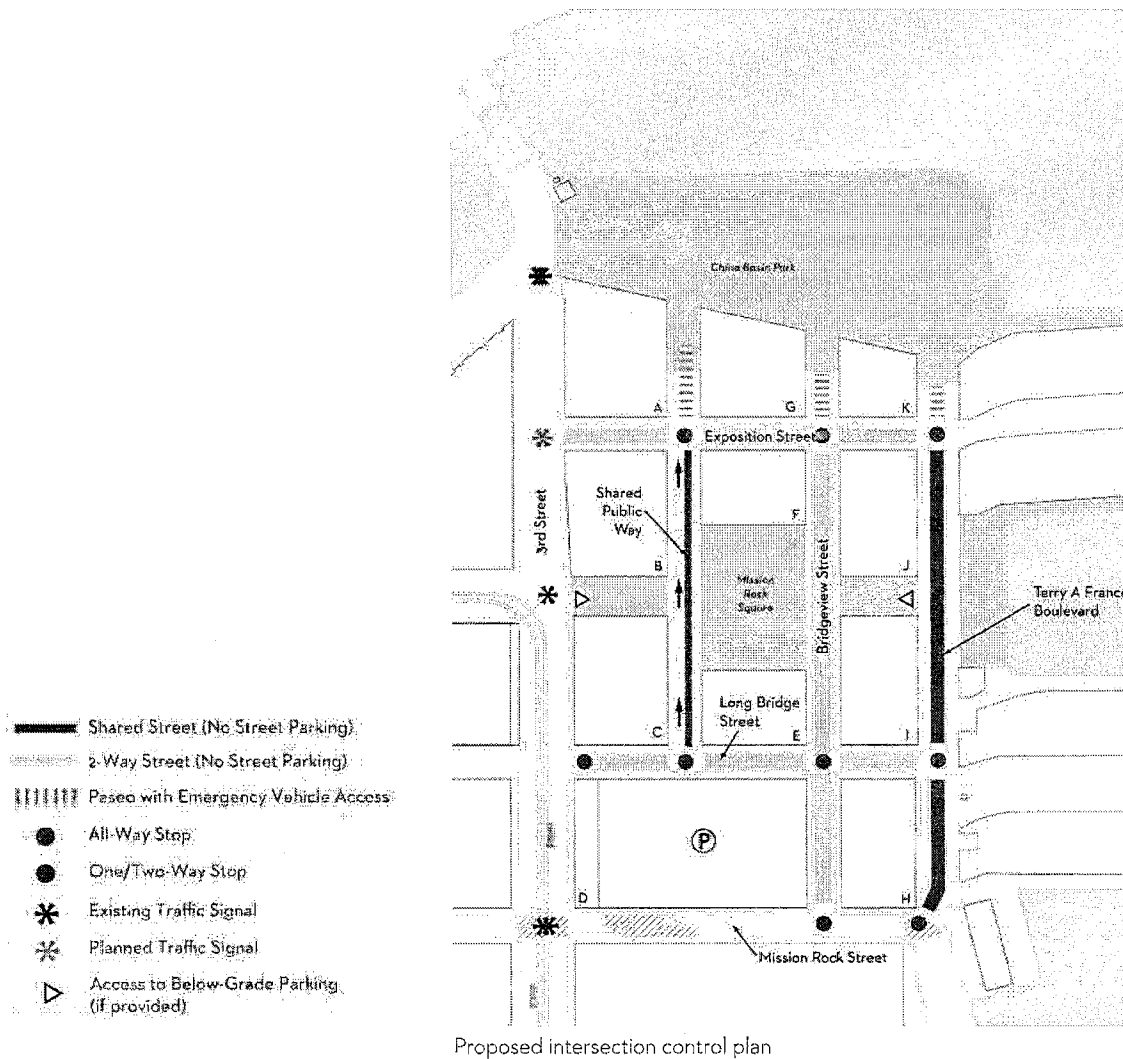 China Basin Park
A
G
K
Exposition Street
Shared
Public
Way
F
3rd Street
B
J
Mission
Rock
Square
Bridgeview Street
Terry A France
Boulevard
Long Bridge
Street
C
E
I
P
D
H
Mission Rock Street
Shared Street (No Street Parking)
2-Way Street (No Street Parking)
Paseo with Emergency Vehicle Access
All-Way Stop
One/Two-Way Stop
Existing Traffic Signal
Planned Traffic Signal
Access to Below-Grade Parking
(if provided)
Proposed intersection control plan